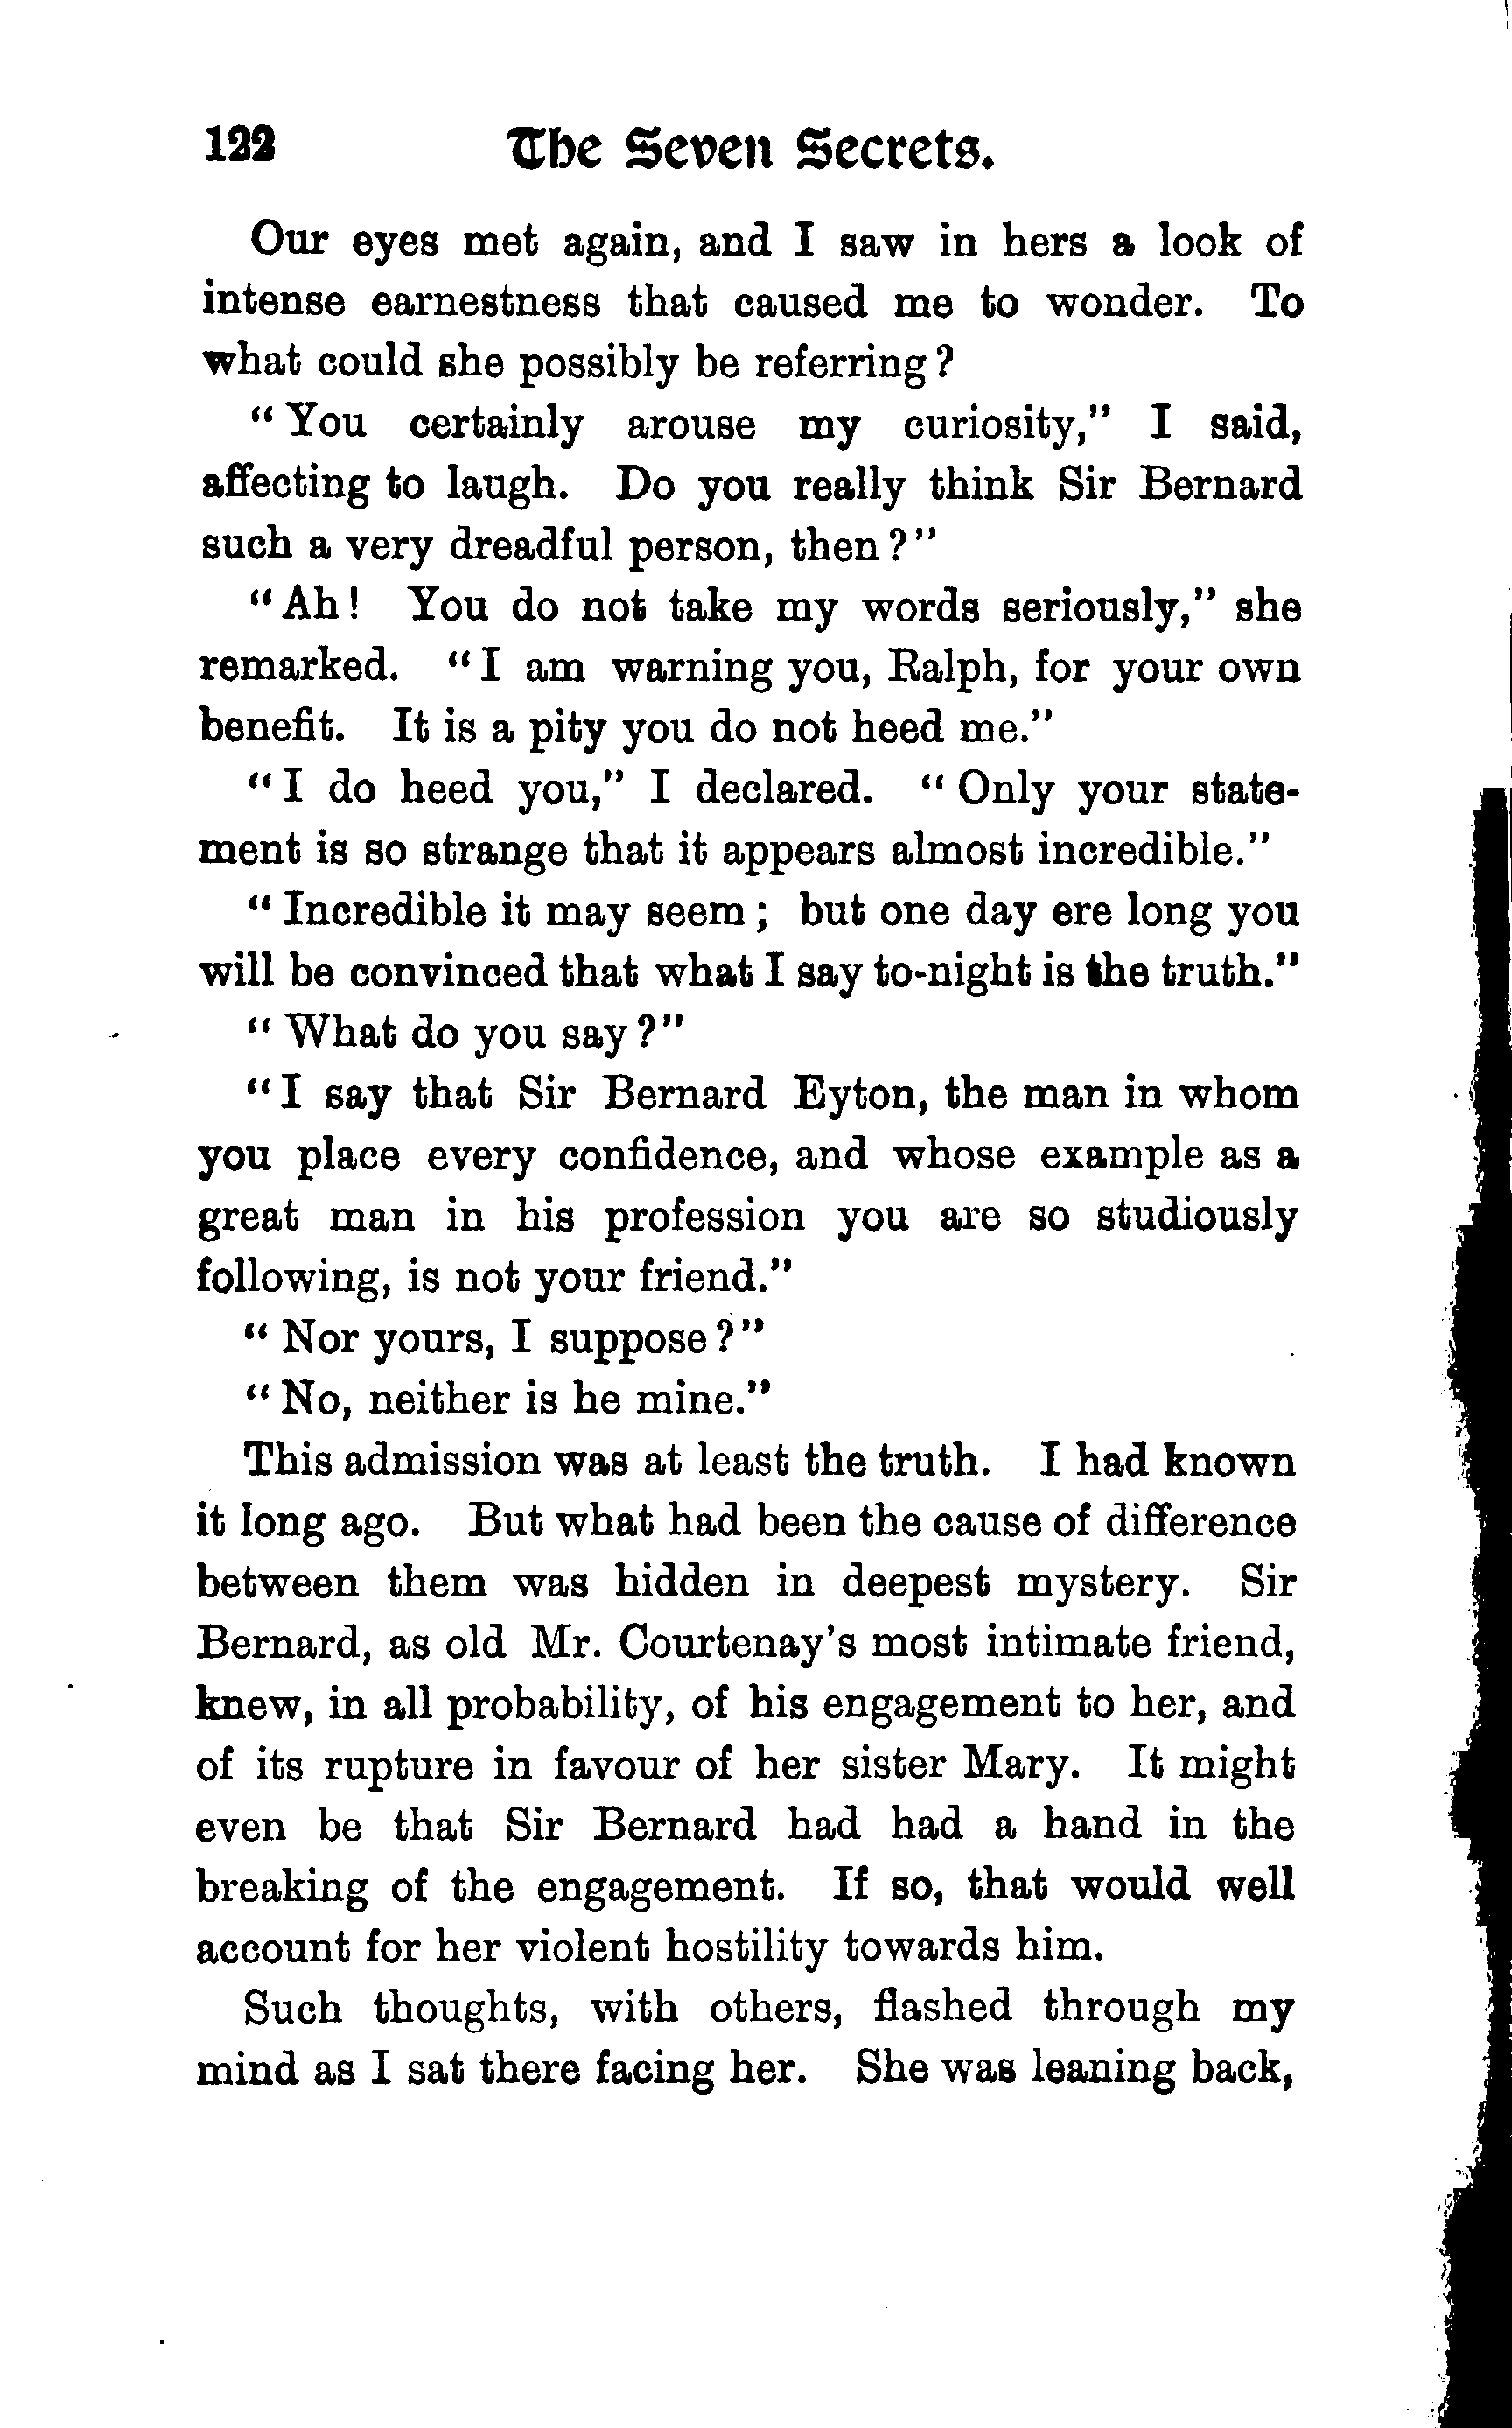 122 The Seven Secrets.
Our eyes met again, and I saw in hers a look of
intense earnestness that caused me to wonder. To
what could she possibly be referring?
"You certainly arouse my curiosity," I said,
affecting to laugh. Do you really think Sir Bernard
such a very dreadful person, then?"
"Ah! You do not take my words seriously," she
remarked. "I am warning you, Ralph, for your own
benefit. It is a pity you do not heed me."
"I do heed you," I declared. "Only your state-
ment is so strange that it appears almost incredible."
"Incredible it may seem; but one day ere long you
will be convinced that what I say to-night is the truth."
"What do you say?"
"I say that Sir Bernard Eyton, the man in whom
you place every confidence, and whose example as a
great man in his profession you are so studiously
following, is not your friend."
"Nor yours, I suppose?"
"No, neither is he mine."
This admission was at least the truth. I had known
it long ago. But what had been the cause of difference
between them was hidden in deepest mystery. Sir
Bernard, as old Mr. Courtenay's most intimate friend,
knew, in all probability, of his engagement to her, and
of its rupture in favour of her sister Mary. It might
even be that Sir Bernard had had a hand in the
breaking of the engagement. If so, that would well
account for her violent hostility towards him.
Such thoughts, with others, flashed through my
mind as I sat there facing her. She was leaning back,